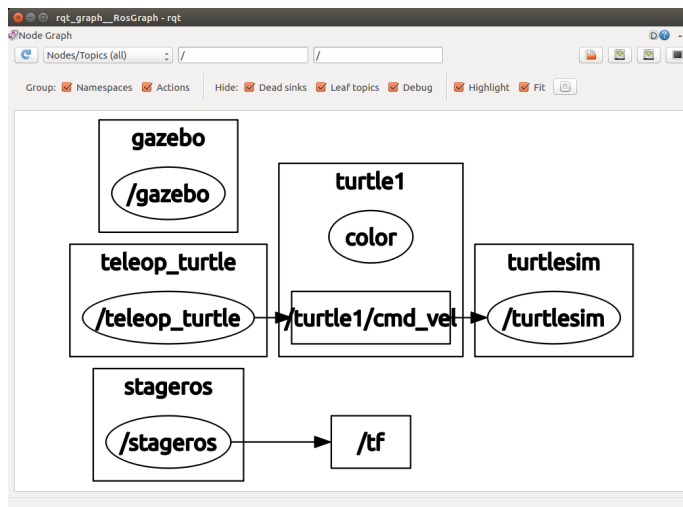 rqt_graph__RosGraph - rqt
Node Graph
D
-
Nodes/Topics (all)
/
/
Group:
Namespaces
Actions
Hide:
Dead sinks
Leaf topics
Debug
Highlight
Fit
gazebo
/gazebo
turtle1
color
teleop_turtle
turtlesim
/teleop_turtle
/turtle1/cmd_vel
/turtlesim
stageros
/stageros
/tf